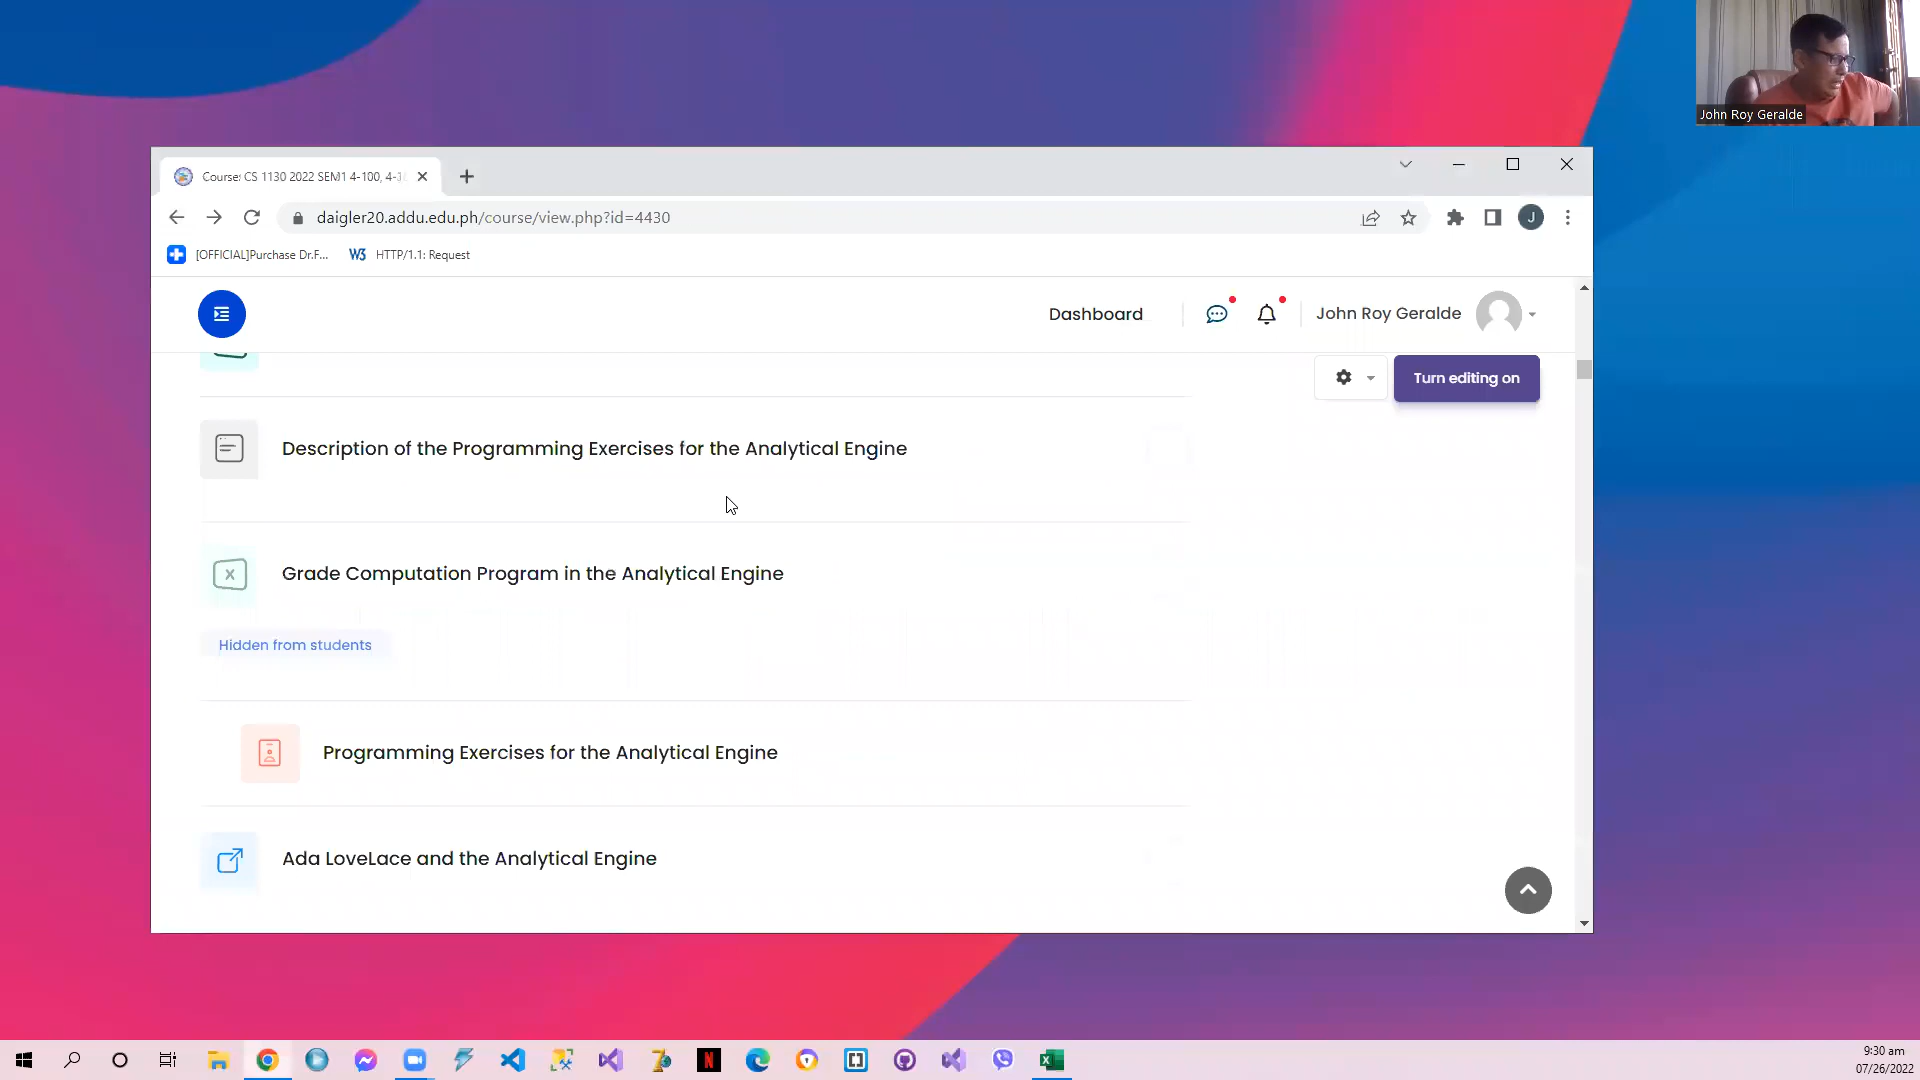 John Roy Geralde
Course: CS 1130 2022 SEM1 4-100, 4-
daigler20.addu.edu.ph/course/view.php?id=4430
J
[OFFICIAL]Purchase Dr.F...
W3 HTTP/1.1: Request
Dashboard
John Roy Geralde
Turn editing on
Description of the Programming Exercises for the Analytical Engine
X
Grade Computation Program in the Analytical Engine
Hidden from students
Programming Exercises for the Analytical Engine
Ada LoveLace and the Analytical Engine
9:30 am
07/26/2022